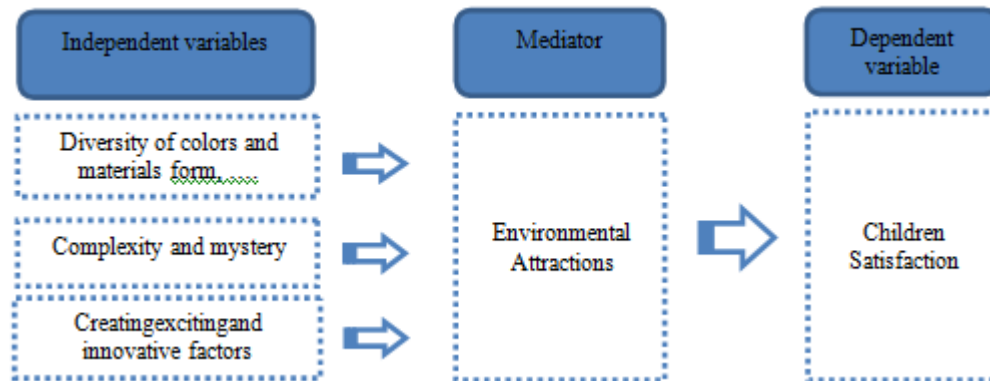 Independent variables
Mediator
Dependent
variable
Diversity of colors and
materials form, ....
Complexity and mystery
Creatingexcitingand
innovative factors
Environmental
Attractions
Children
Satisfaction